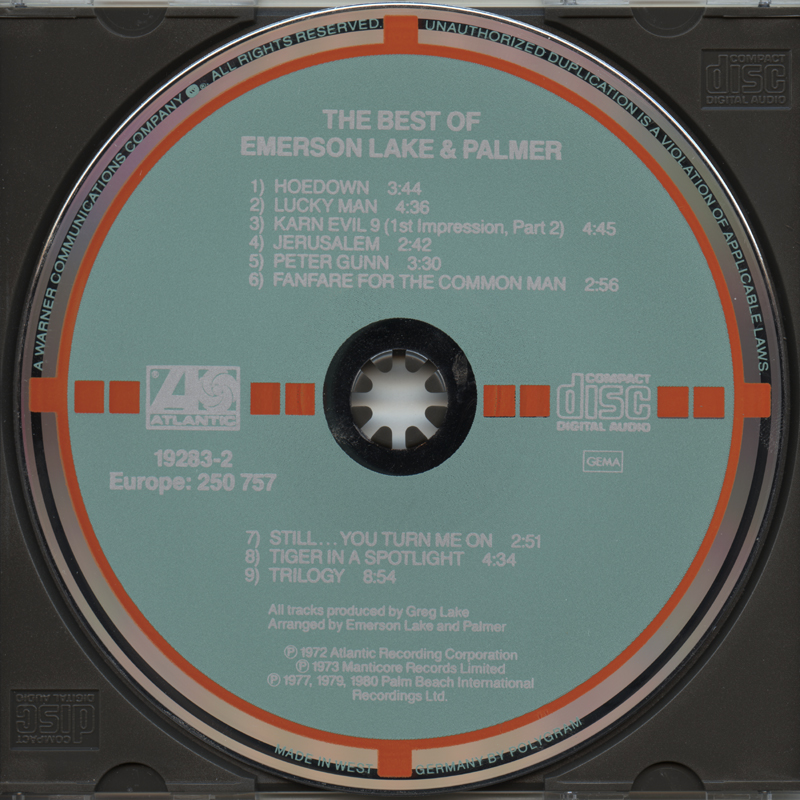 A WARNER COMMUNICATIONS COMPANY ALL RIGHTS RESERVED
UNAUTHORIZED DUPLICATION IS A VIOLATION OF APPLICABLE LAWS.
COMPACT
disc
DIGITAL AUDIO
THE BEST OF
EMERSON LAKE & PALMER
1) HOEDOWN 3:44
2) LUCKY MAN 4:36
3) KARN EVIL 9 (1st Impression, Part 2) 4:45
4) JERUSALEM 2:42
5) PETER GUNN 3:30
6) FANFARE FOR THE COMMON MAN 2:56
ATLANTIC
COMPACT
disc
DIGITAL AUDIO
19283-2
Europe: 250 757
GEMA
7) STILL...YOU TURN ME ON 2:51
8) TIGER IN A SPOTLIGHT 4:34
9) TRILOGY 8:54
All tracks produced by Greg Lake
Arranged by Emerson Lake and Palmer
℗ 1972 Atlantic Recording Corporation
℗ 1973 Manticore Records Limited
℗ 1977, 1979, 1980 Palm Beach International
Recordings Ltd.
COMPACT
disc
DIGITAL AUDIO
MADE IN WEST GERMANY BY POLYGRAM